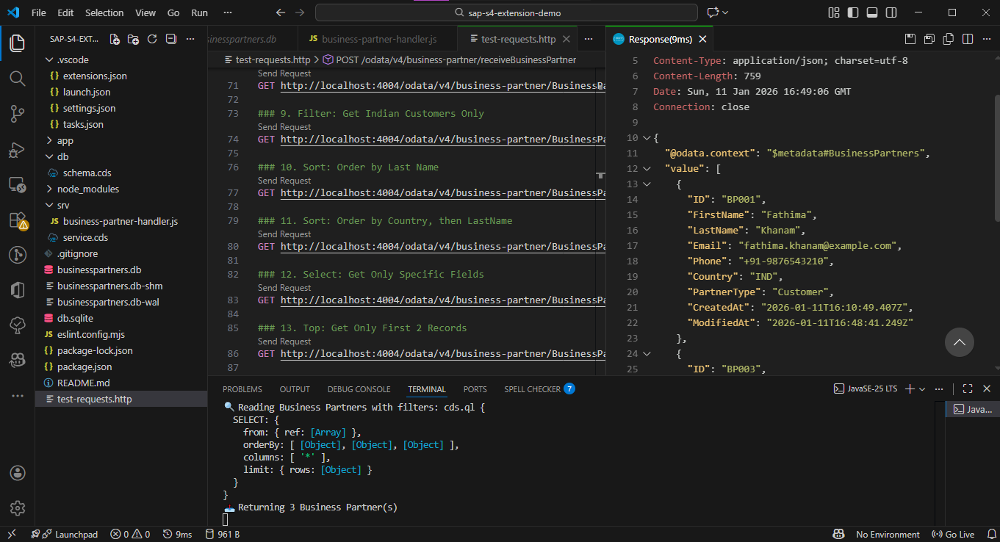 File Edit Selection View Go Run ··· sap-s4-extension-demo
SAP-S4-EXT...
.vscode
extensions.json
launch.json
settings.json
tasks.json
app
db
schema.cds
node_modules
srv
JS business-partner-handler.js
service.cds
.gitignore
businesspartners.db
businesspartners.db-shm
businesspartners.db-wal
db.sqlite
JS eslint.config.mjs
{} package-lock.json
{} package.json
README.md
test-requests.http
businesspartners.db JS business-partner-handler.js test-requests.http
test-requests.http > POST /odata/v4/business-partner/receiveBusinessPartner
Send Request
71 GET http://localhost:4004/odata/v4/business-partner/BusinessPa
72
73 ### 9. Filter: Get Indian Customers Only
Send Request
74 GET http://localhost:4004/odata/v4/business-partner/BusinessPa
75
76 ### 10. Sort: Order by Last Name
Send Request
77 GET http://localhost:4004/odata/v4/business-partner/BusinessPa
78
79 ### 11. Sort: Order by Country, then LastName
Send Request
80 GET http://localhost:4004/odata/v4/business-partner/BusinessPa
81
82 ### 12. Select: Get Only Specific Fields
Send Request
83 GET http://localhost:4004/odata/v4/business-partner/BusinessPa
84
85 ### 13. Top: Get Only First 2 Records
Send Request
86 GET http://localhost:4004/odata/v4/business-partner/BusinessPa
87
Response(9ms)
5 Content-Type: application/json; charset=utf-8
6 Content-Length: 759
7 Date: Sun, 11 Jan 2026 16:49:06 GMT
8 Connection: close
9
10 {
11 "@odata.context": "$metadata#BusinessPartners",
12 "value": [
13 {
14 "ID": "BP001",
15 "FirstName": "Fathima",
16 "LastName": "Khanam",
17 "Email": "fathima.khanam@example.com",
18 "Phone": "+91-9876543210",
19 "Country": "IND",
20 "PartnerType": "Customer",
21 "CreatedAt": "2026-01-11T16:10:49.407Z",
22 "ModifiedAt": "2026-01-11T16:48:41.249Z"
23 },
24 {
25 "ID": "BP003",
PROBLEMS OUTPUT DEBUG CONSOLE TERMINAL PORTS SPELL CHECKER 7 JavaSE-25 LTS
Java...
Reading Business Partners with filters: cds.ql {
SELECT: {
from: { ref: [Array] },
orderBy: [ [Object], [Object], [Object] ],
columns: [ '*' ],
limit: { rows: [Object] }
}
}
Returning 3 Business Partner(s)
Launchpad 0 0 9ms 961 B No Environment Go Live